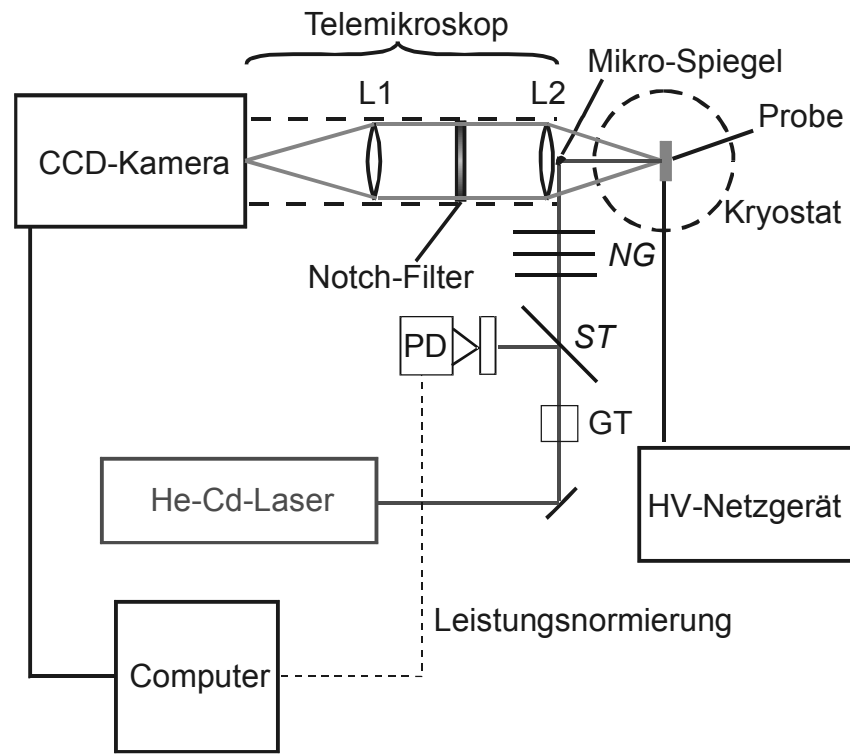 Telemikroskop
Mikro-Spiegel
L1
L2
Probe
CCD-Kamera
Kryostat
NG
Notch-Filter
ST
PD
GT
He-Cd-Laser
HV-Netzgerät
Leistungsnormierung
Computer